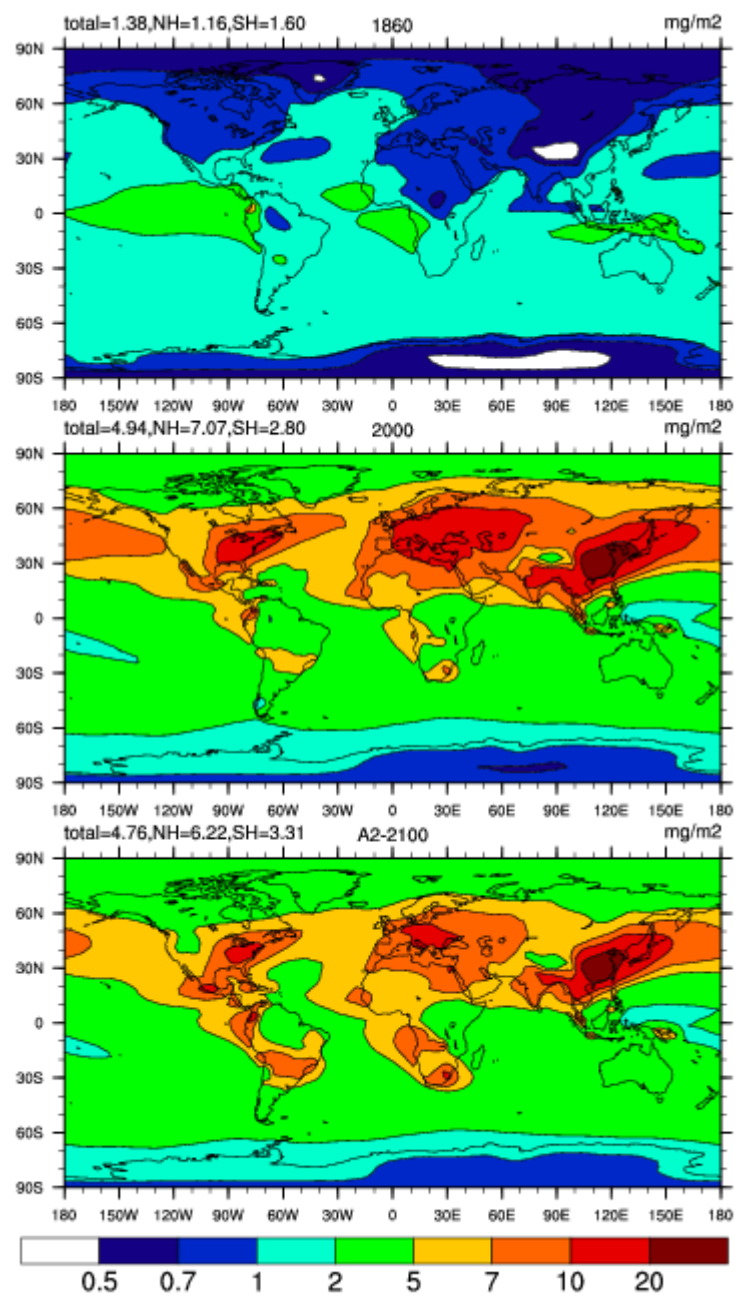 total=1.38,NH=1.16,SH=1.60 1860 mg/m2
90N
60N
30N
0
30S
60S
90S
180 150W 120W 90W 60W 30W 0 30E 60E 90E 120E 150E 180
total=4.94,NH=7.07,SH=2.80 2000 mg/m2
90N
60N
30N
0
30S
60S
90S
180 150W 120W 90W 60W 30W 0 30E 60E 90E 120E 150E 180
total=4.76,NH=6.22,SH=3.31 A2-2100 mg/m2
90N
60N
30N
0
30S
60S
90S
180 150W 120W 90W 60W 30W 0 30E 60E 90E 120E 150E 180
0.5 0.7 1 2 5 7 10 20